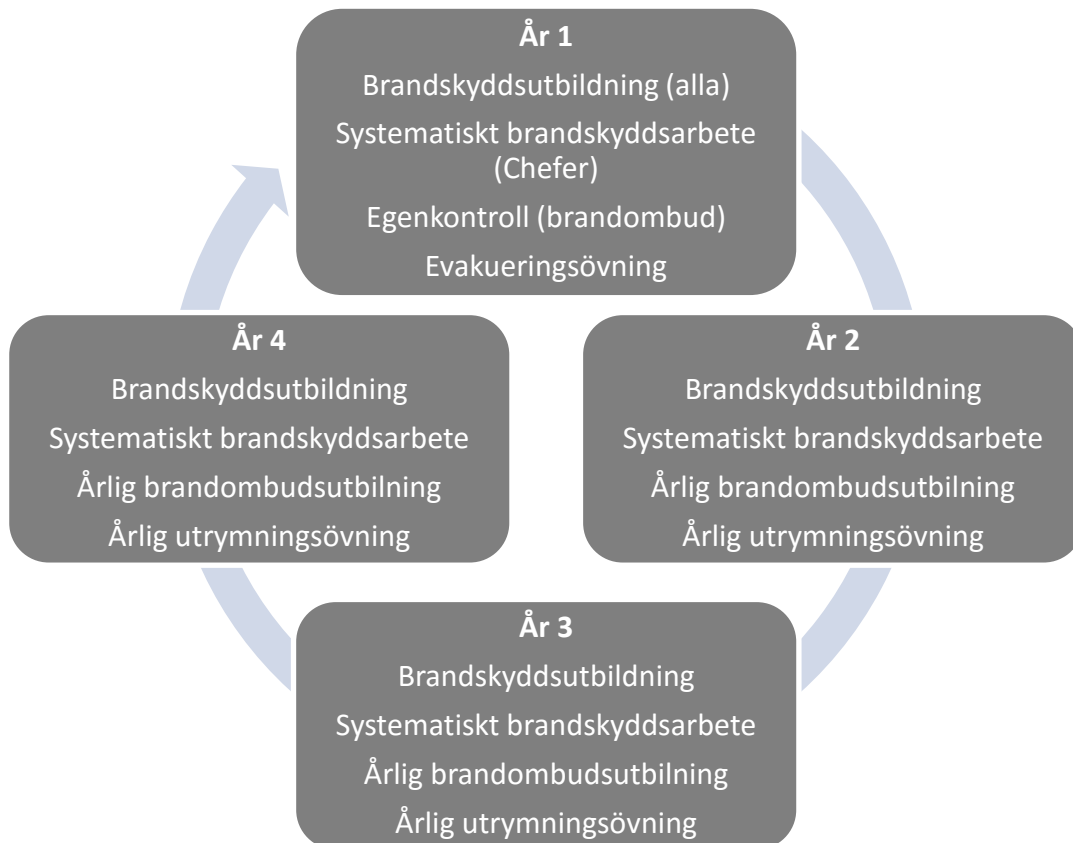 År 1
Brandskyddsutbildning (alla)
Systematiskt brandskyddsarbete
(Chefer)
Egenkontroll (brandombud)
Evakueringsövning
År 2
Brandskyddsutbildning
Systematiskt brandskyddsarbete
Årlig brandombudsutbilning
Årlig utrymningsövning
År 3
Brandskyddsutbildning
Systematiskt brandskyddsarbete
Årlig brandombudsutbilning
Årlig utrymningsövning
År 4
Brandskyddsutbildning
Systematiskt brandskyddsarbete
Årlig brandombudsutbilning
Årlig utrymningsövning